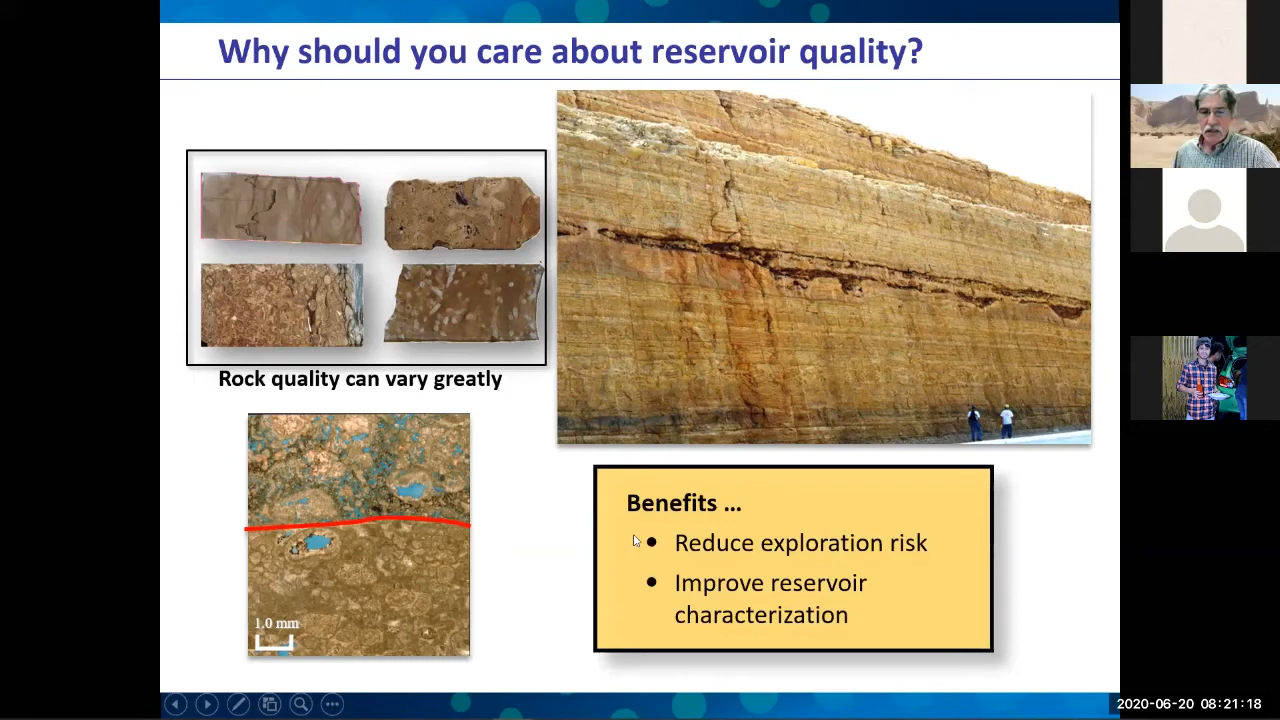 Why should you care about reservoir quality?
Rock quality can vary greatly
1.0 mm
Benefits ...
• Reduce exploration risk
• Improve reservoir
characterization
2020-06-20 08:21:18